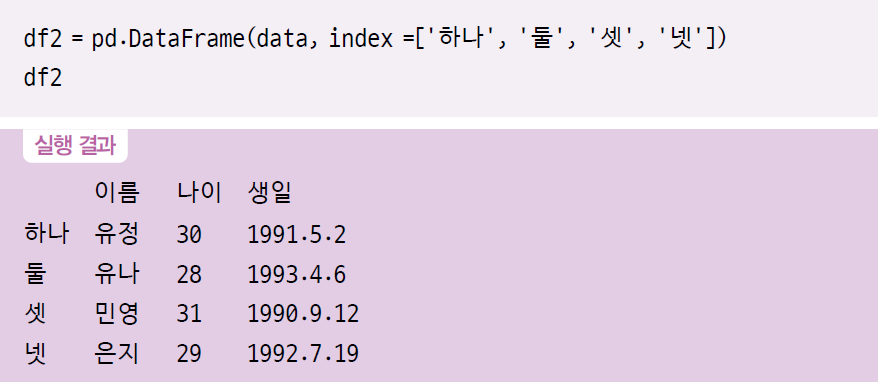 df2 = pd.DataFrame(data, index =['하나', '둘', '셋', '넷'])
df2
실행 결과
이름 나이 생일
하나 유정 30 1991.5.2
둘 유나 28 1993.4.6
셋 민영 31 1990.9.12
넷 은지 29 1992.7.19